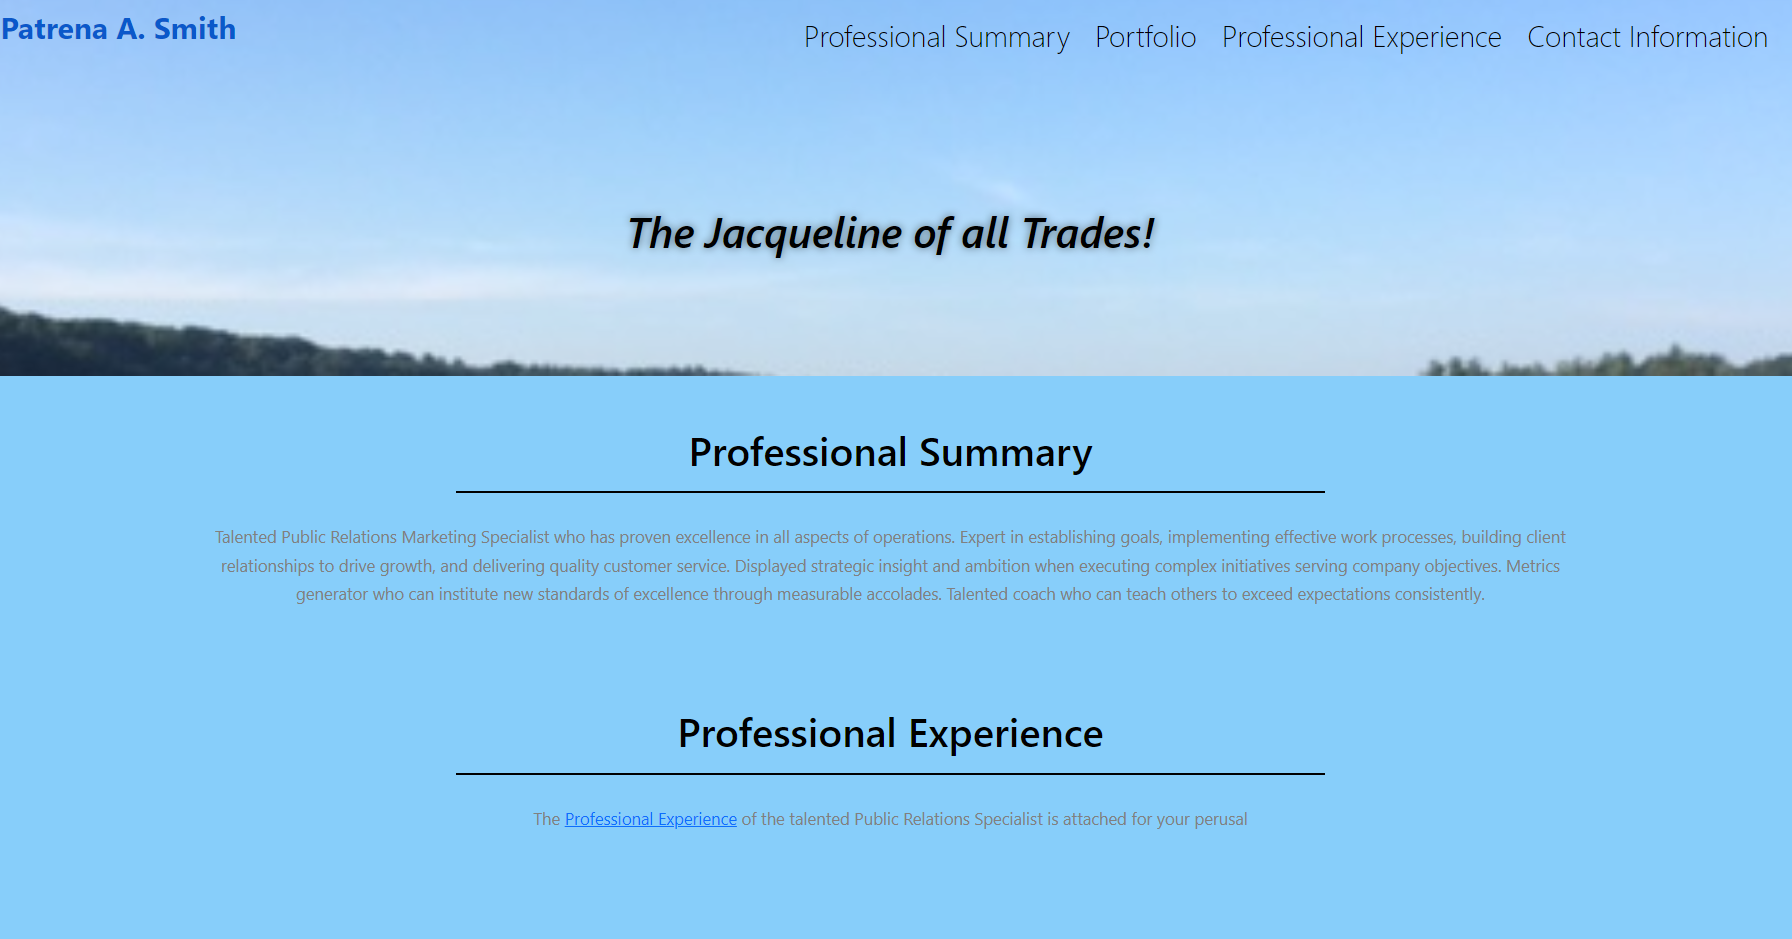 Patrena A. Smith
Professional Summary Portfolio Professional Experience Contact Information
The Jacqueline of all Trades!
Professional Summary
Talented Public Relations Marketing Specialist who has proven excellence in all aspects of operations. Expert in establishing goals, implementing effective work processes, building client
relationships to drive growth, and delivering quality customer service. Displayed strategic insight and ambition when executing complex initiatives serving company objectives. Metrics
generator who can institute new standards of excellence through measurable accolades. Talented coach who can teach others to exceed expectations consistently.
Professional Experience
The Professional Experience of the talented Public Relations Specialist is attached for your perusal